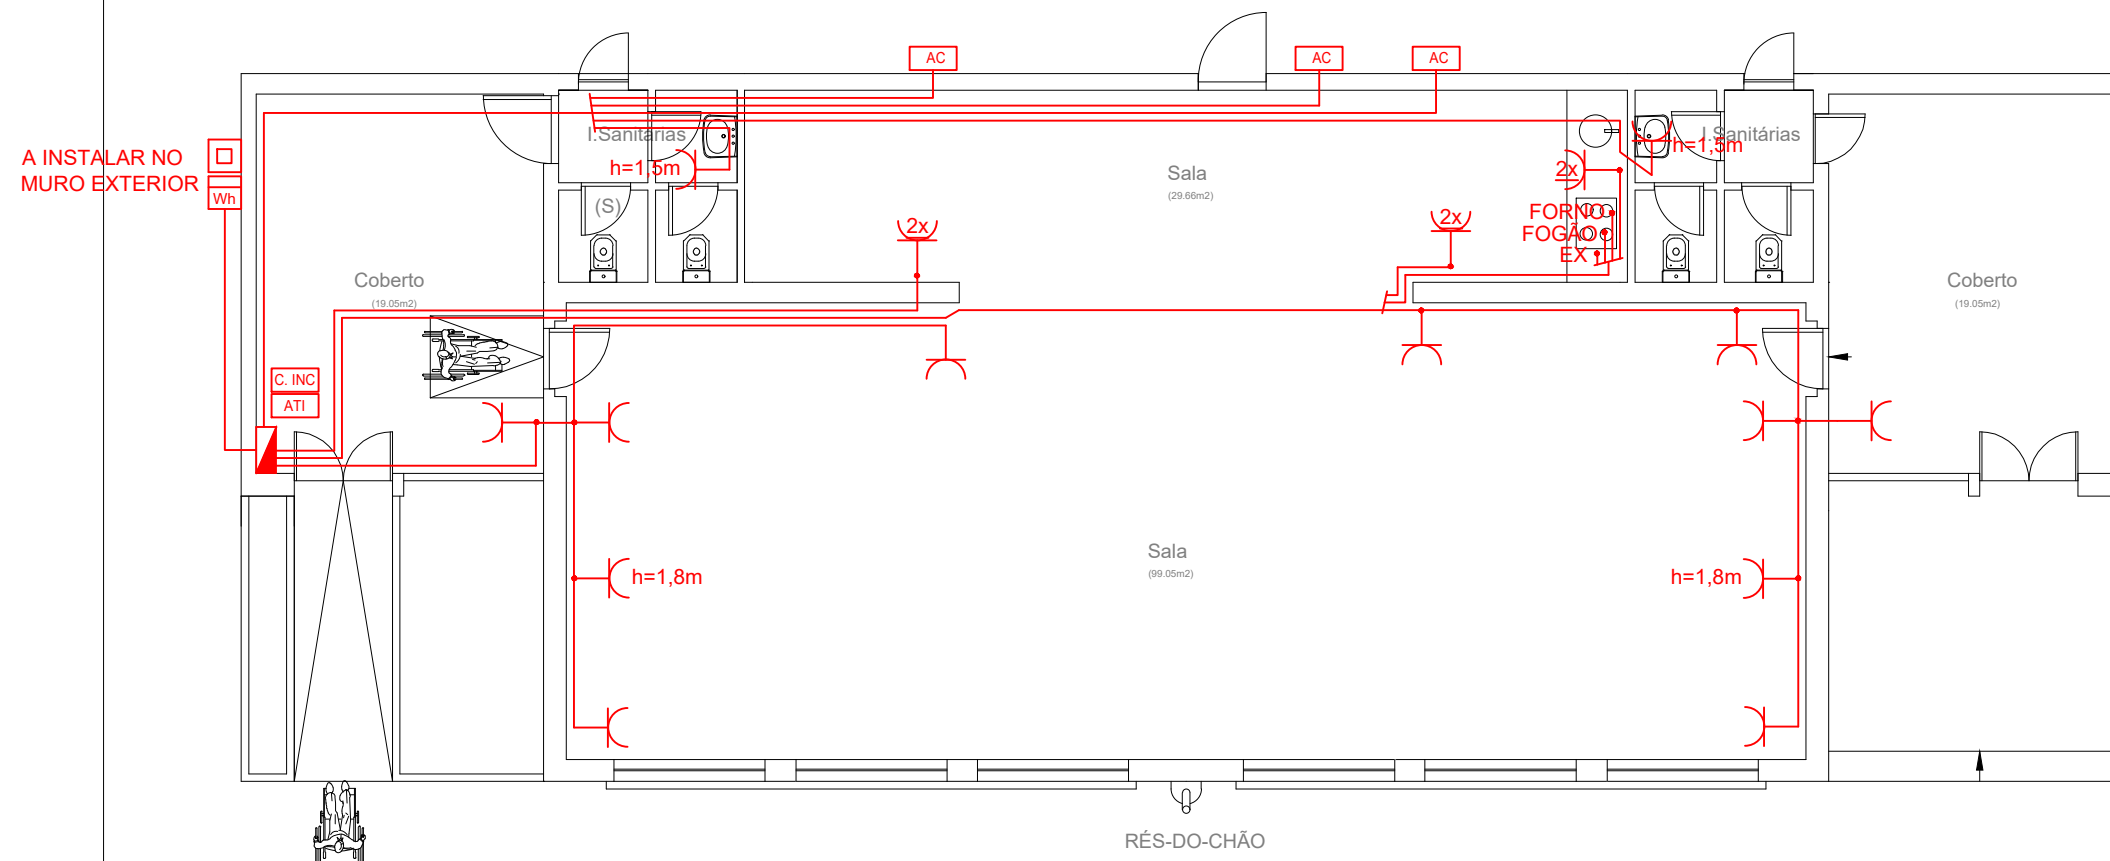 AC
AC
AC
A INSTALAR NO
MURO EXTERIOR
Wh
I.Sanitárias
h=1,5m
(S)
Sala
(29.66m2)
I.Sanitárias
h=1,5m
2x
2x
2x
FORNO
FOGÃO
EX
Coberto
(19.05m2)
Coberto
(19.05m2)
C. INC
ATI
Sala
(99.05m2)
h=1,8m
h=1,8m
RÉS-DO-CHÃO